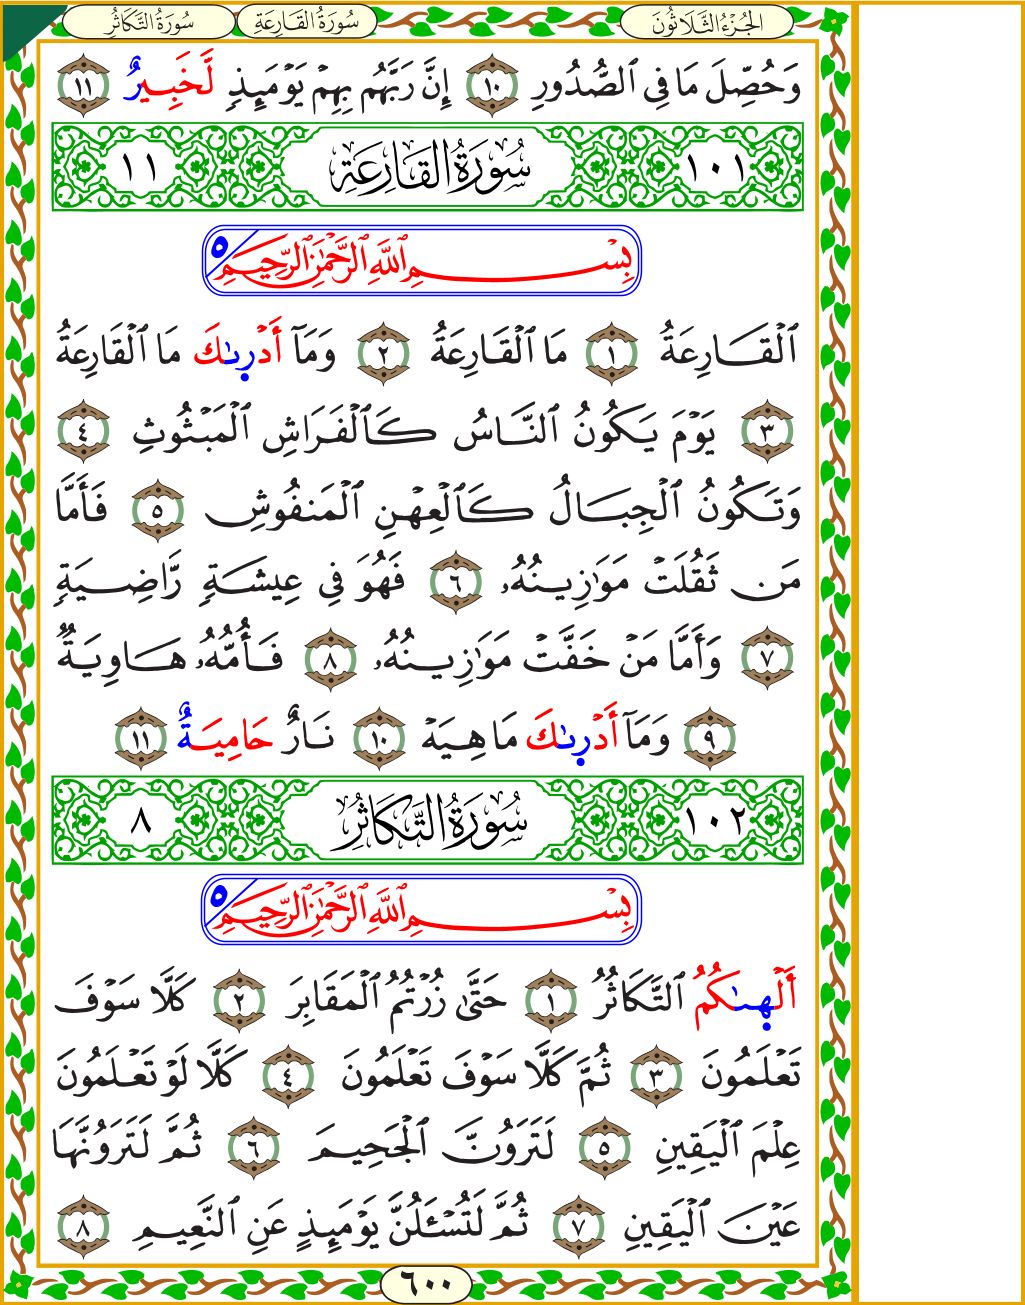 الجُزْءُ الثَّلَاثُونَ سُورَةُ القَارِعَةِ سُورَةُ التَّكَاثُرِ
وَحُصِّلَ مَا فِي ٱلصُّدُورِ ١٠ إِنَّ رَبَّهُم بِهِمۡ يَوۡمَئِذٖ لَّخَبِيرُۢ ١١
١٠١ سُورَةُ القَارِعَةِ ١١
بِسۡمِ ٱللَّهِ ٱلرَّحۡمَٰنِ ٱلرَّحِيمِ ٥
ٱلۡقَارِعَةُ ١ مَا ٱلۡقَارِعَةُ ٢ وَمَآ أَدۡرىٰكَ مَا ٱلۡقَارِعَةُ
٣ يَوۡمَ يَكُونُ ٱلنَّاسُ كَٱلۡفَرَاشِ ٱلۡمَبۡثُوثِ ٤
وَتَكُونُ ٱلۡجِبَالُ كَٱلۡعِهۡنِ ٱلۡمَنفُوشِ ٥ فَأَمَّا
مَن ثَقُلَتۡ مَوَٰزِينُهُۥ ٦ فَهُوَ فِي عِيشَةٖ رَّاضِيَةٖ
٧ وَأَمَّا مَنۡ خَفَّتۡ مَوَٰزِينُهُۥ ٨ فَأُمُّهُۥ هَاوِيَةٞ
٩ وَمَآ أَدۡرىٰكَ مَا هِيَهۡ ١٠ نَارٌ حَامِيَةُۢ ١١
١٠٢ سُورَةُ التَّكَاثُرِ ٨
بِسۡمِ ٱللَّهِ ٱلرَّحۡمَٰنِ ٱلرَّحِيمِ ٥
أَلۡهىٰكُمُ ٱلتَّكَاثُرُ ١ حَتَّىٰ زُرۡتُمُ ٱلۡمَقَابِرَ ٢ كَلَّا سَوۡفَ
تَعۡلَمُونَ ٣ ثُمَّ كَلَّا سَوۡفَ تَعۡلَمُونَ ٤ كَلَّا لَوۡ تَعۡلَمُونَ
عِلۡمَ ٱلۡيَقِينِ ٥ لَتَرَوُنَّ ٱلۡجَحِيمَ ٦ ثُمَّ لَتَرَوُنَّهَا
عَيۡنَ ٱلۡيَقِينِ ٧ ثُمَّ لَتُسۡـَٔلُنَّ يَوۡمَئِذٍ عَنِ ٱلنَّعِيمِ ٨
٦٠٠